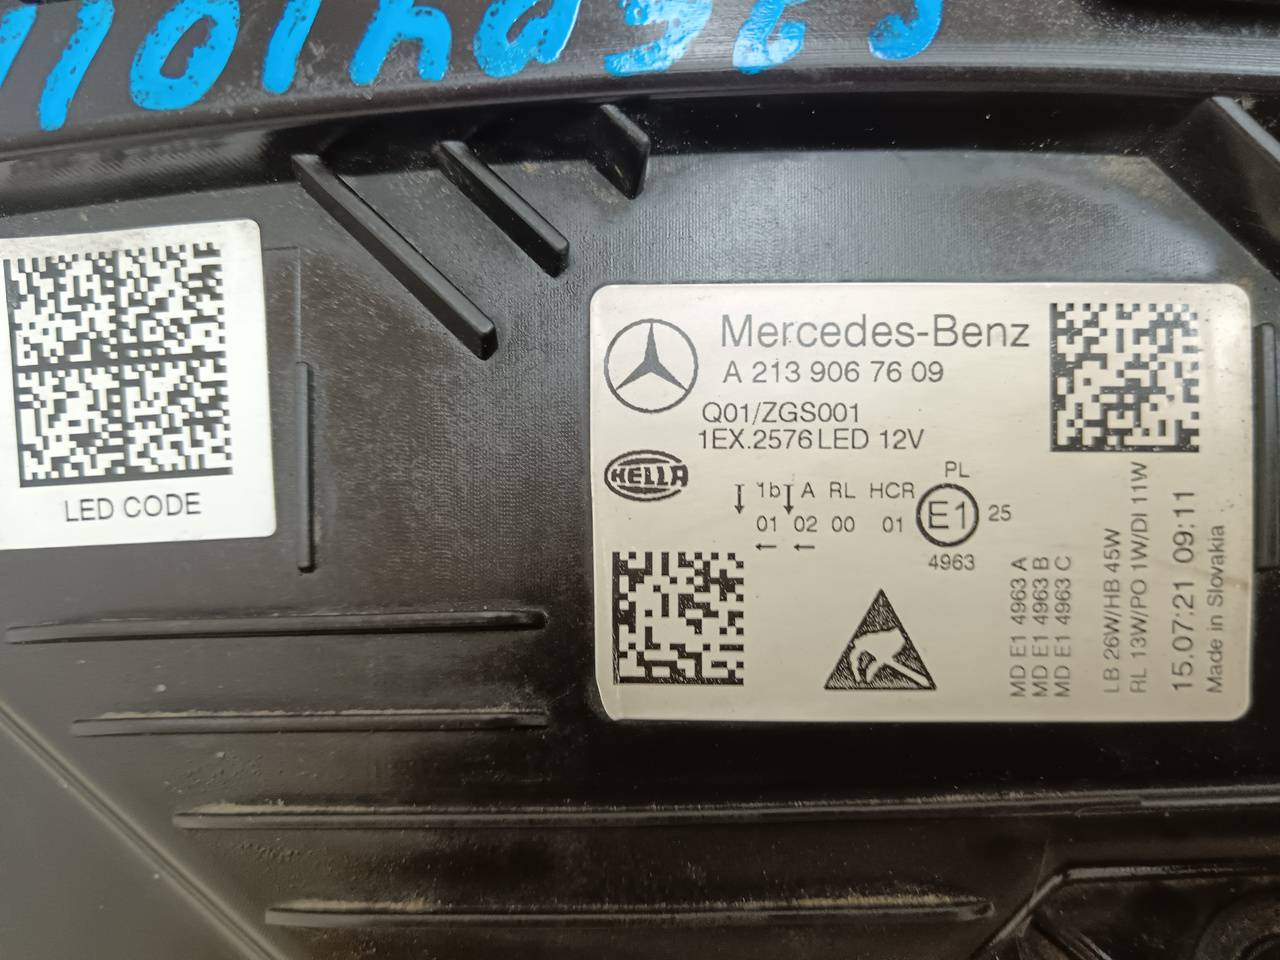 LED CODE
Mercedes-Benz
A 213 906 76 09
Q01/ZGS001
1EX.2576 LED 12V
HELLA
1b A RL HCR PL
01 02 00 01 E1 25
← ← 4963
MD E1 4963 A
MD E1 4963 B
MD E1 4963 C
LB 26W/HB 45W
RL 13W/PO 1W/DI 11W
15.07.21 09:11
Made in Slovakia